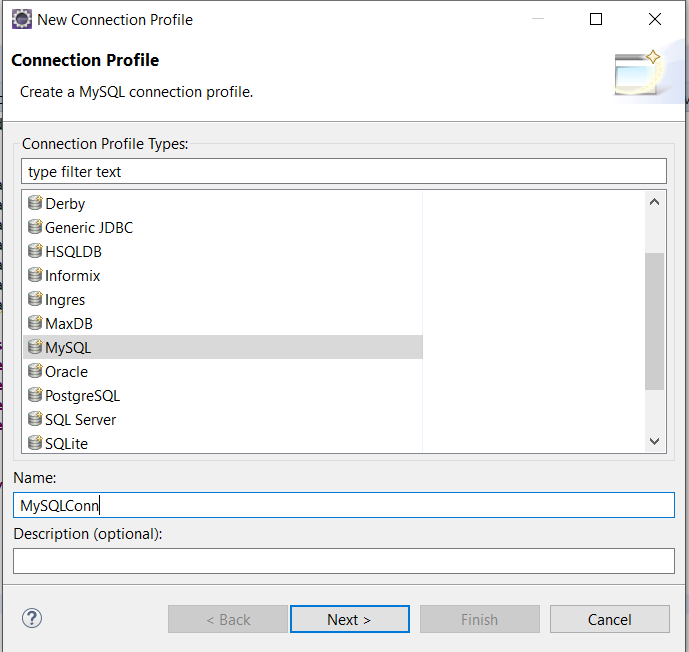 New Connection Profile
Connection Profile
Create a MySQL connection profile.
Connection Profile Types:
type filter text
Derby
Generic JDBC
HSQLDB
Informix
Ingres
MaxDB
MySQL
Oracle
PostgreSQL
SQL Server
SQLite
Name:
MySQLConn
Description (optional):
< Back Next > Finish Cancel